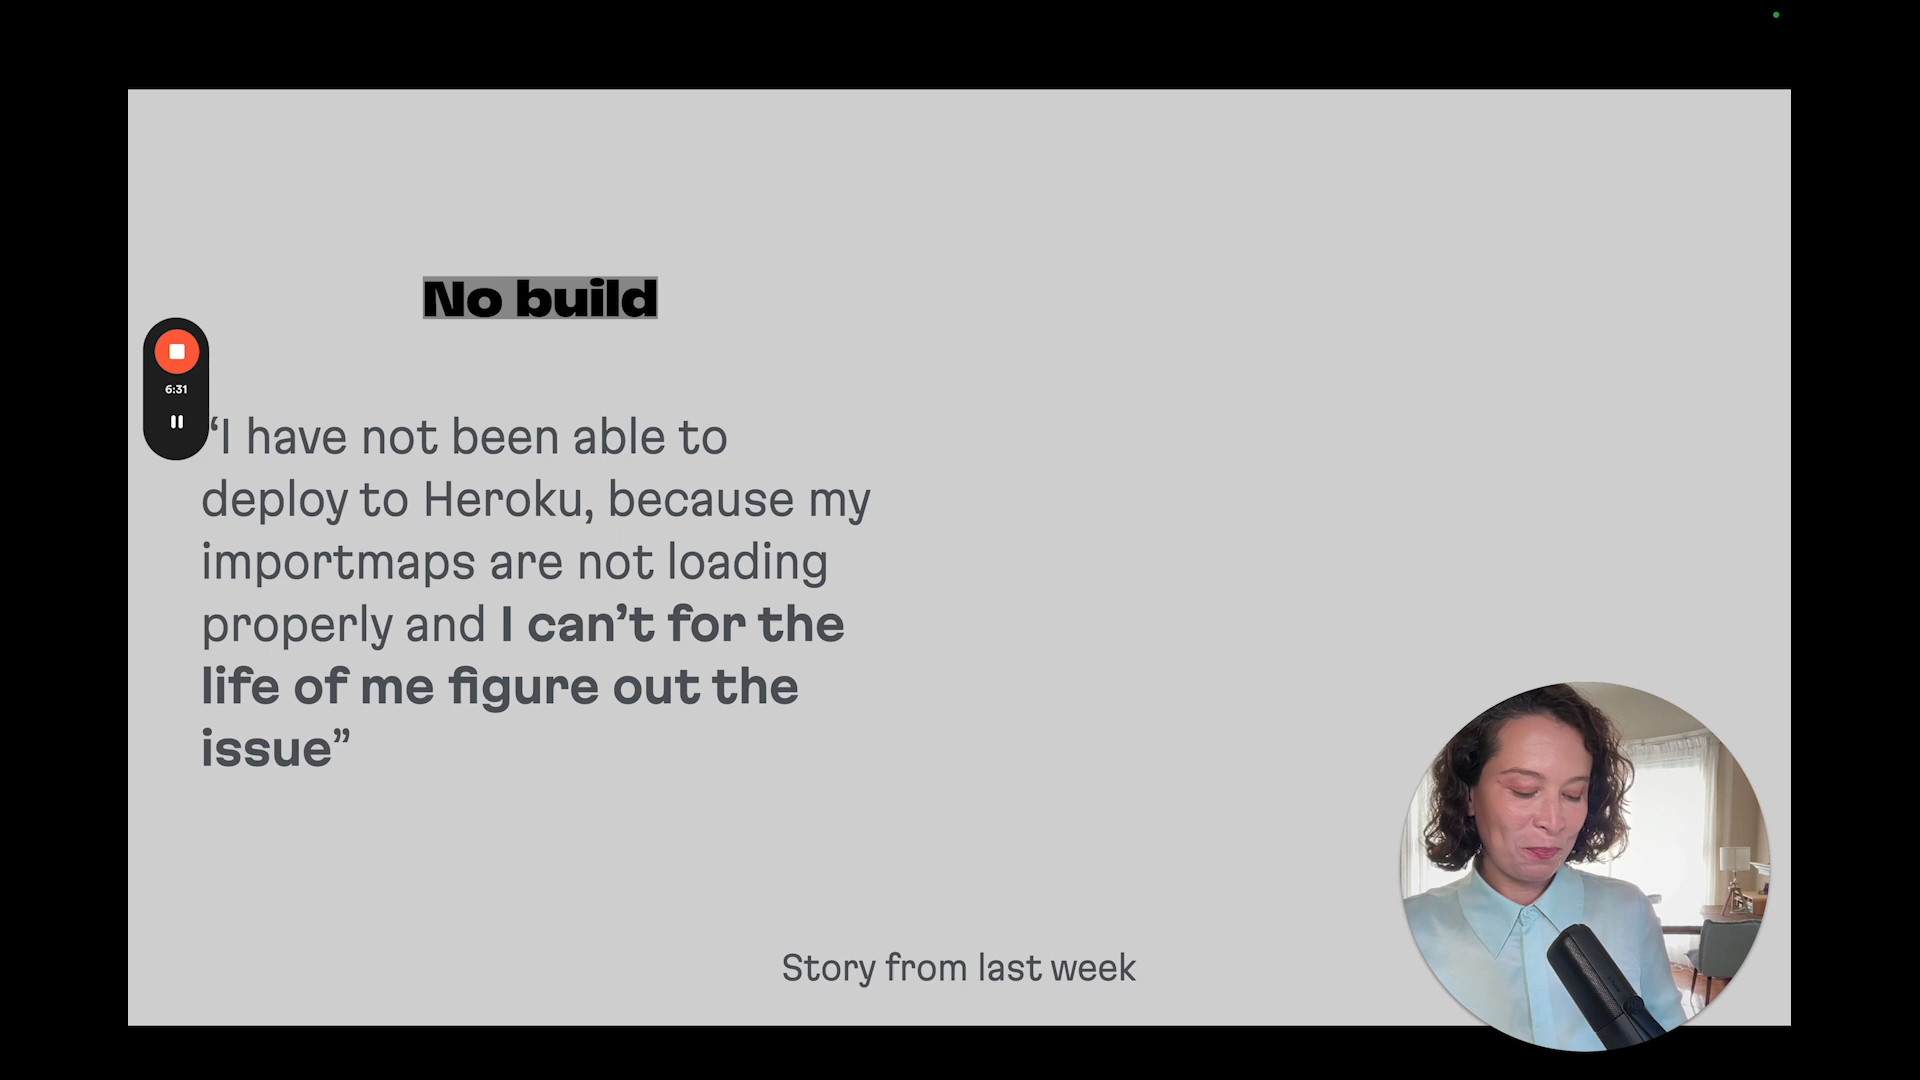 No build
6:31
‘I have not been able to
deploy to Heroku, because my
importmaps are not loading
properly and I can’t for the
life of me figure out the
issue”
Story from last week